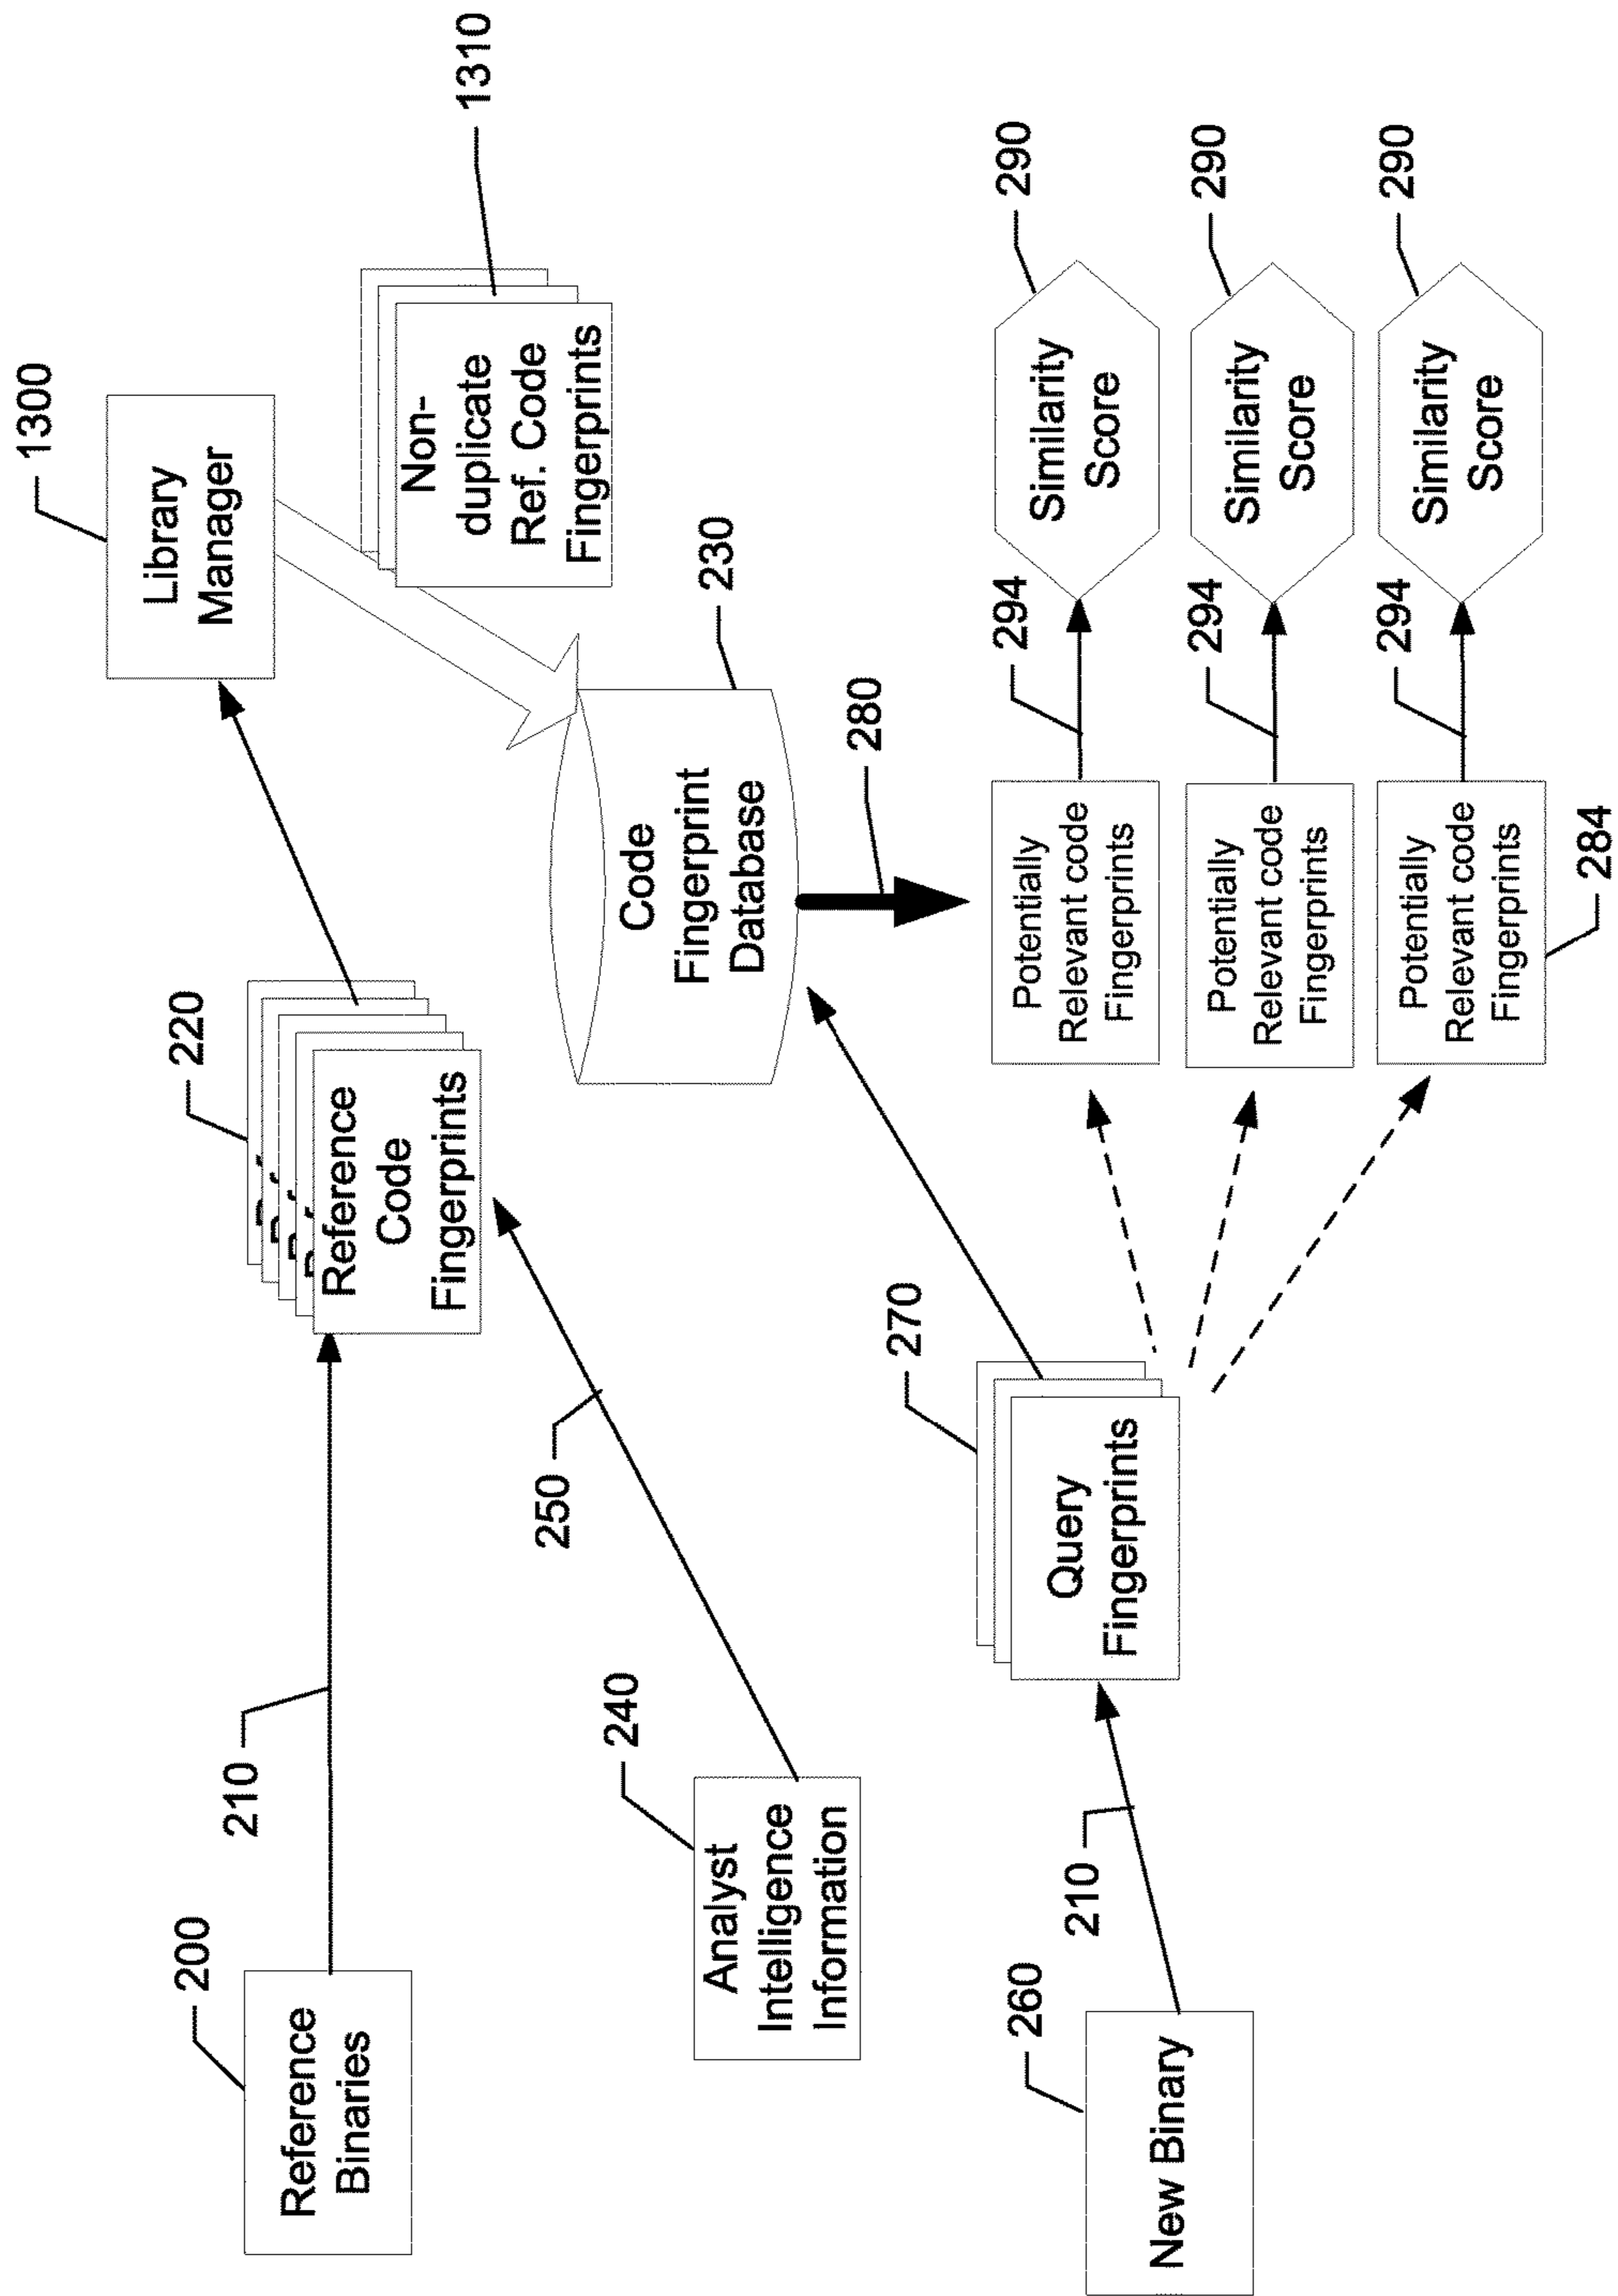 Reference
Binaries
200
210
Reference
Code
Fingerprints
220
Library
Manager
1300
Non-
duplicate
Ref. Code
Fingerprints
1310
Analyst
Intelligence
Information
240
250
Code
Fingerprint
Database
230
280
New Binary
260
210
Query
Fingerprints
270
Potentially
Relevant code
Fingerprints
294
Similarity
Score
290
Potentially
Relevant code
Fingerprints
294
Similarity
Score
290
Potentially
Relevant code
Fingerprints
284
294
Similarity
Score
290